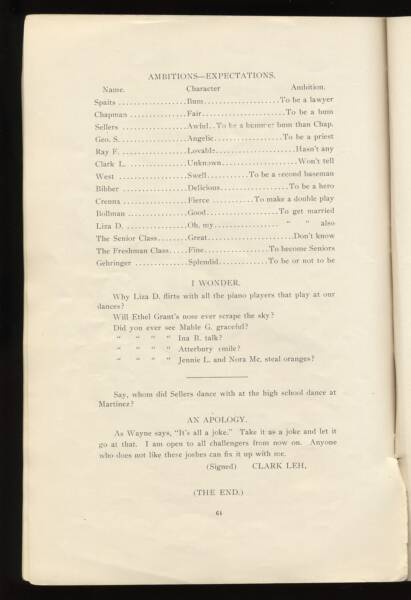 AMBITIONS—EXPECTATIONS.
Name. Character Ambition.
Spaits ..................Bum....................To be a lawyer
Chapman ...............Fair......................To be a bum
Sellers .................Awful..To be a bummer bum than Chap.
Geo. S..................Angelic..................To be a priest
Ray F...................Lovable.....................Hasn't any
Clark L. ...............Unknown....................Won't tell
West ..................Swell...........To be a second baseman
Bibber .................Delicious..................To be a hero
Crenna ................Fierce ...........To make a double play
Bollman ...............Good...................To get married
Liza D. ................Oh, my................. " " also
The Senior Class........Great.......................Don't know
The Freshman Class.....Fine.................To become Seniors
Gehringer ..............Splendid.............To be or not to be
I WONDER.
Why Liza D. flirts with all the piano players that play at our
dances?
Will Ethel Grant's nose ever scrape the sky?
Did you ever see Mable G. graceful?
" " " " Ina B. talk?
" " " " Atterbury smile?
" " " " Jennie L. and Nora Mc. steal oranges?
Say, whom did Sellers dance with at the high school dance at
Martinez?
AN APOLOGY.
As Wayne says, "It's all a joke." Take it as a joke and let it
go at that. I am open to all challengers from now on. Anyone
who does not like these joshes can fix it up with me.
(Signed) CLARK LEH,
(THE END.)
64